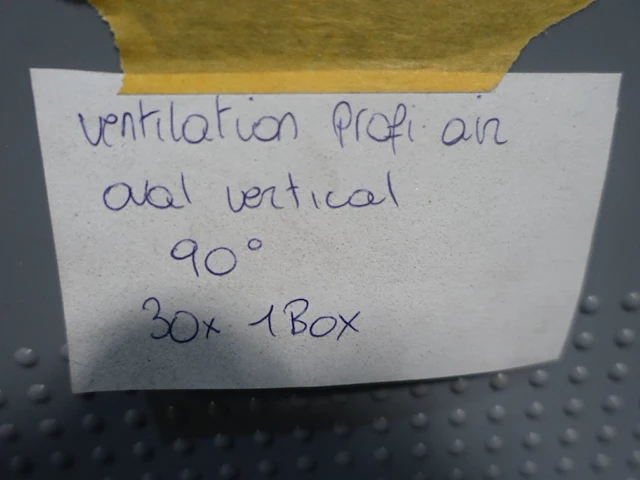 ventilation Profi. air
oval vertical
90°
30x 1Box